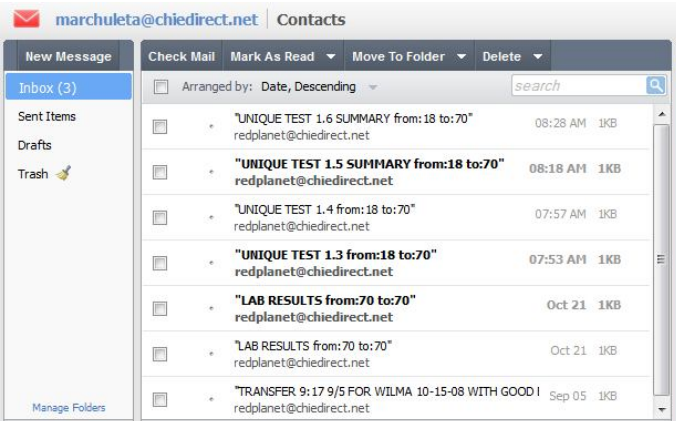 marchuleta@chiedirect.net Contacts
New Message Check Mail Mark As Read Move To Folder Delete
Inbox (3) Arranged by: Date, Descending search
Sent Items
Drafts
Trash
"UNIQUE TEST 1.6 SUMMARY from:18 to:70" 08:28 AM 1KB
redplanet@chiedirect.net
"UNIQUE TEST 1.5 SUMMARY from:18 to:70" 08:18 AM 1KB
redplanet@chiedirect.net
"UNIQUE TEST 1.4 from:18 to:70" 07:57 AM 1KB
redplanet@chiedirect.net
"UNIQUE TEST 1.3 from:18 to:70" 07:53 AM 1KB
redplanet@chiedirect.net
"LAB RESULTS from:70 to:70" Oct 21 1KB
redplanet@chiedirect.net
"LAB RESULTS from:70 to:70" Oct 21 1KB
redplanet@chiedirect.net
"TRANSFER 9:17 9/5 FOR WILMA 10-15-08 WITH GOOD Sep 05 1KB
redplanet@chiedirect.net
Manage Folders